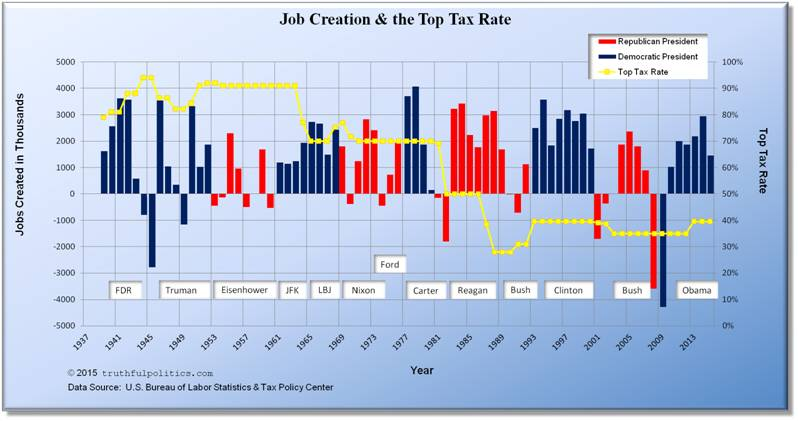 Job Creation & the Top Tax Rate
Republican President
Democratic President
Top Tax Rate
Jobs Created in Thousands
5000
4000
3000
2000
1000
0
-1000
-2000
-3000
-4000
-5000
100%
90%
80%
70%
60%
50%
40%
30%
20%
10%
0%
Top Tax Rate
Ford
FDR
Truman
Eisenhower
JFK
LBJ
Nixon
Carter
Reagan
Bush
Clinton
Bush
Obama
1937
1941
1945
1949
1953
1957
1961
1965
1969
1973
1977
1981
1985
1989
1993
1997
2001
2005
2009
2013
Year
© 2015 truthfulpolitics.com
Data Source: U.S. Bureau of Labor Statistics & Tax Policy Center